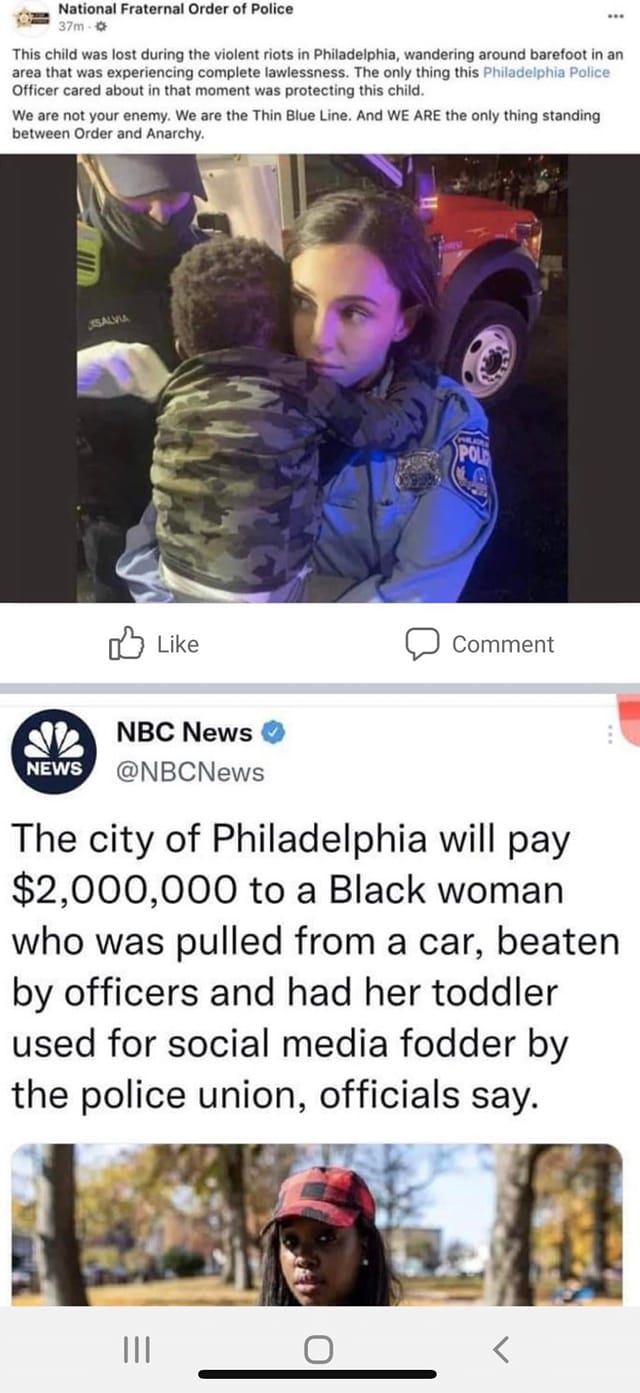 National Fraternal Order of Police
37m
This child was lost during the violent riots in Philadelphia, wandering around barefoot in an
area that was experiencing complete lawlessness. The only thing this Philadelphia Police
Officer cared about in that moment was protecting this child.
We are not your enemy. We are the Thin Blue Line. And WE ARE the only thing standing
between Order and Anarchy.
POLI
Like
Comment
NEWS
NBC News
@NBCNews
The city of Philadelphia will pay
$2,000,000 to a Black woman
who was pulled from a car, beaten
by officers and had her toddler
used for social media fodder by
the police union, officials say.